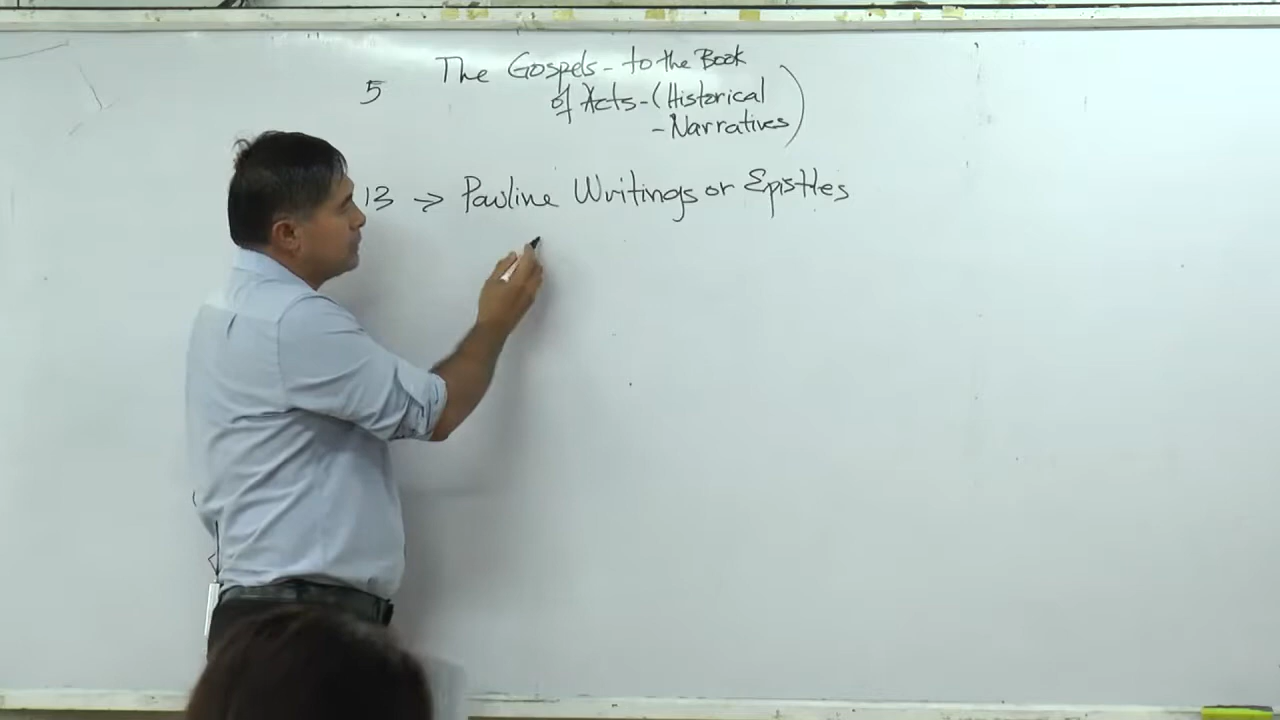 The Gospels - to the Book
5 of Acts - (Historical
- Narratives)
13 → Pauline Writings or Epistles